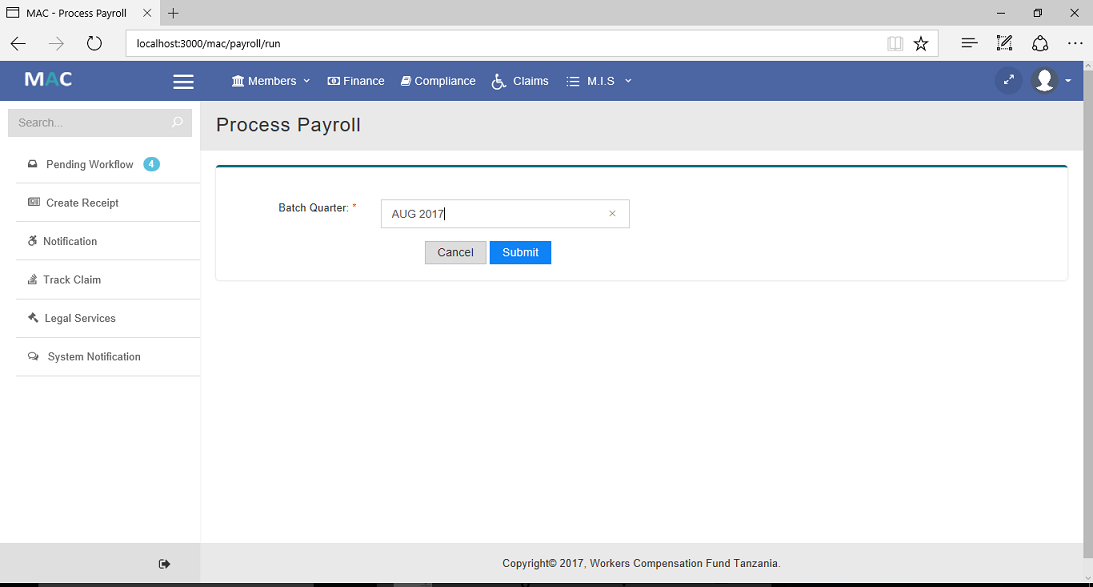 MAC - Process Payroll
localhost:3000/mac/payroll/run
MAC
Members
Finance
Compliance
Claims
M.I.S
Search...
Process Payroll
Pending Workflow 4
Create Receipt
Notification
Track Claim
Legal Services
System Notification
Batch Quarter: *
AUG 2017
Cancel
Submit
Copyright© 2017, Workers Compensation Fund Tanzania.